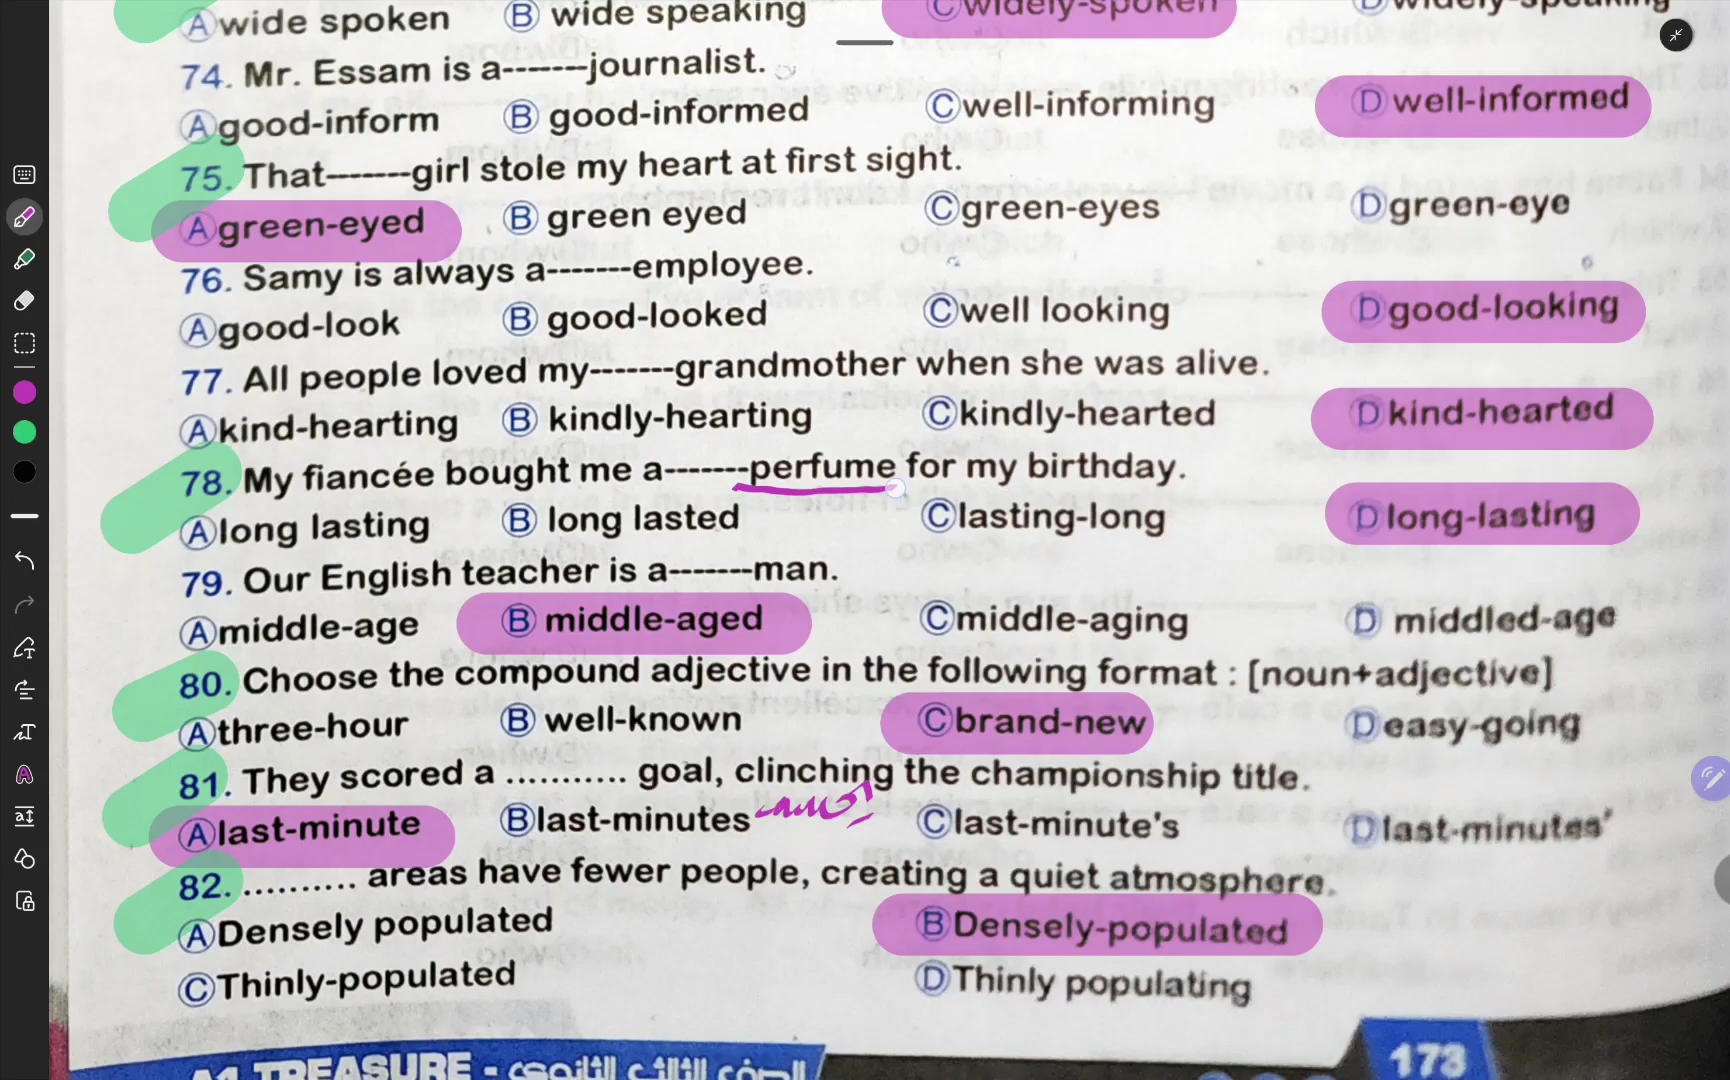 A wide spoken B wide speaking C widely-spoken D widely-speaking
74. Mr. Essam is a-------journalist.
A good-inform B good-informed C well-informing D well-informed
75. That-------girl stole my heart at first sight.
A green-eyed B green eyed C green-eyes D green-eye
76. Samy is always a-------employee.
A good-look B good-looked C well looking D good-looking
77. All people loved my-------grandmother when she was alive.
A kind-hearting B kindly-hearting C kindly-hearted D kind-hearted
78. My fiancée bought me a-------perfume for my birthday.
A long lasting B long lasted C lasting-long D long-lasting
79. Our English teacher is a-------man.
A middle-age B middle-aged C middle-aging D middled-age
80. Choose the compound adjective in the following format : [noun+adjective]
A three-hour B well-known C brand-new D easy-going
81. They scored a ........... goal, clinching the championship title.
A last-minute B last-minutes C last-minute's D last-minutes'
82. .......... areas have fewer people, creating a quiet atmosphere.
A Densely populated B Densely-populated
C Thinly-populated D Thinly populating
A1 TREASURE - الصف الثالث الثانوي
173